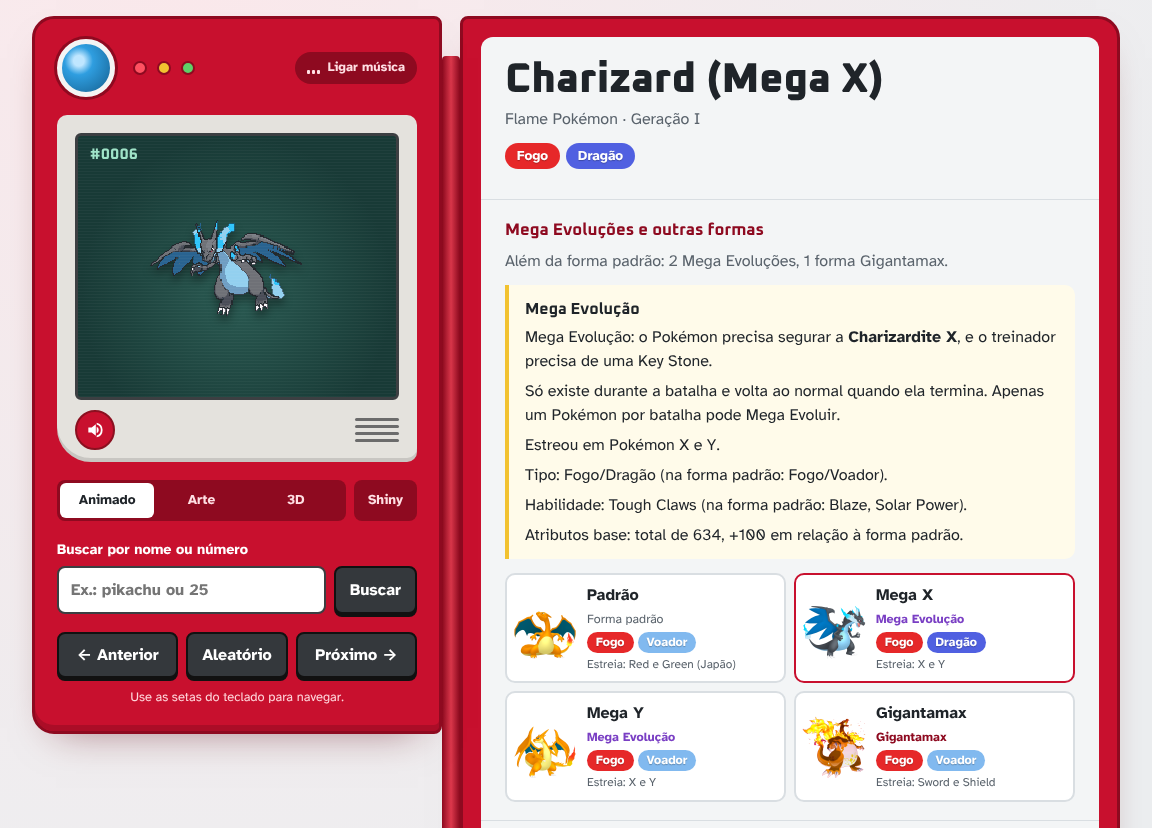 Ligar música
#0006
Animado
Arte
3D
Shiny
Buscar por nome ou número
Ex.: pikachu ou 25
Buscar
← Anterior
Aleatório
Próximo →
Use as setas do teclado para navegar.
Charizard (Mega X)
Flame Pokémon · Geração I
Fogo
Dragão
Mega Evoluções e outras formas
Além da forma padrão: 2 Mega Evoluções, 1 forma Gigantamax.
Mega Evolução
Mega Evolução: o Pokémon precisa segurar a Charizardite X, e o treinador
precisa de uma Key Stone.
Só existe durante a batalha e volta ao normal quando ela termina. Apenas
um Pokémon por batalha pode Mega Evoluir.
Estreou em Pokémon X e Y.
Tipo: Fogo/Dragão (na forma padrão: Fogo/Voador).
Habilidade: Tough Claws (na forma padrão: Blaze, Solar Power).
Atributos base: total de 634, +100 em relação à forma padrão.
Padrão
Forma padrão
Fogo
Voador
Estreia: Red e Green (Japão)
Mega X
Mega Evolução
Fogo
Dragão
Estreia: X e Y
Mega Y
Mega Evolução
Fogo
Voador
Estreia: X e Y
Gigantamax
Gigantamax
Fogo
Voador
Estreia: Sword e Shield